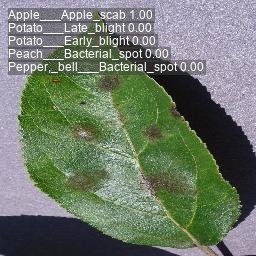 Apple___Apple_scab 1.00
Potato___Late_blight 0.00
Potato___Early_blight 0.00
Peach___Bacterial_spot 0.00
Pepper,_bell___Bacterial_spot 0.00